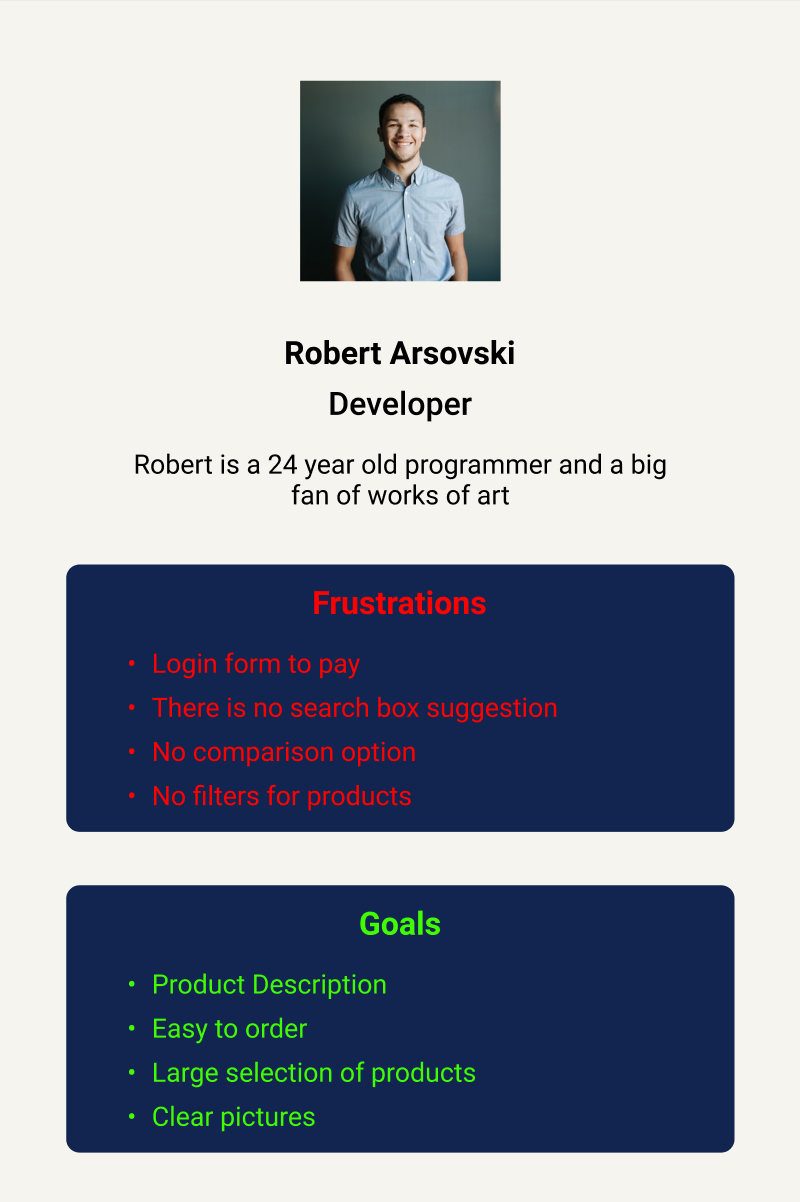 Robert Arsovski
Developer
Robert is a 24 year old programmer and a big
fan of works of art
Frustrations
• Login form to pay
• There is no search box suggestion
• No comparison option
• No filters for products
Goals
• Product Description
• Easy to order
• Large selection of products
• Clear pictures